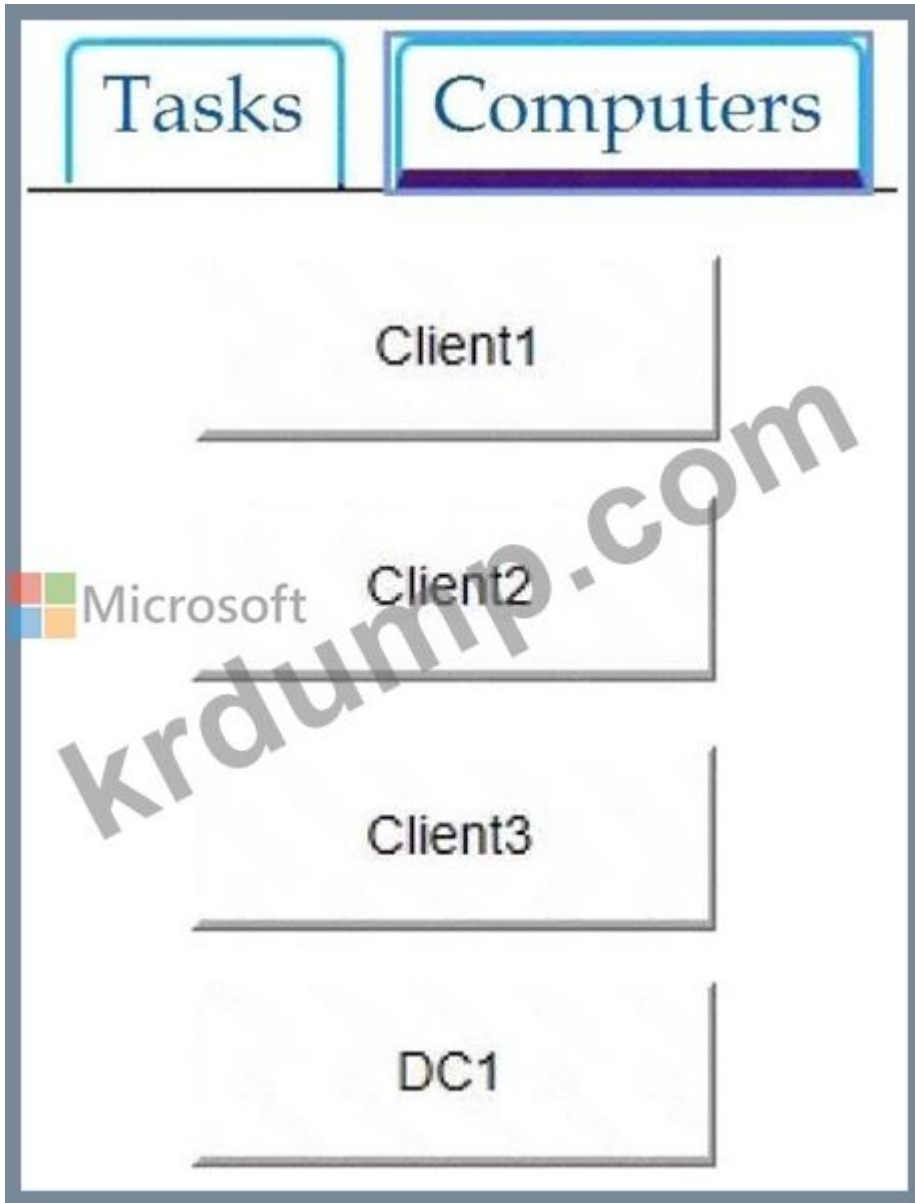 Tasks Computers
Client1
Microsoft Client2
krdump.com
Client3
DC1